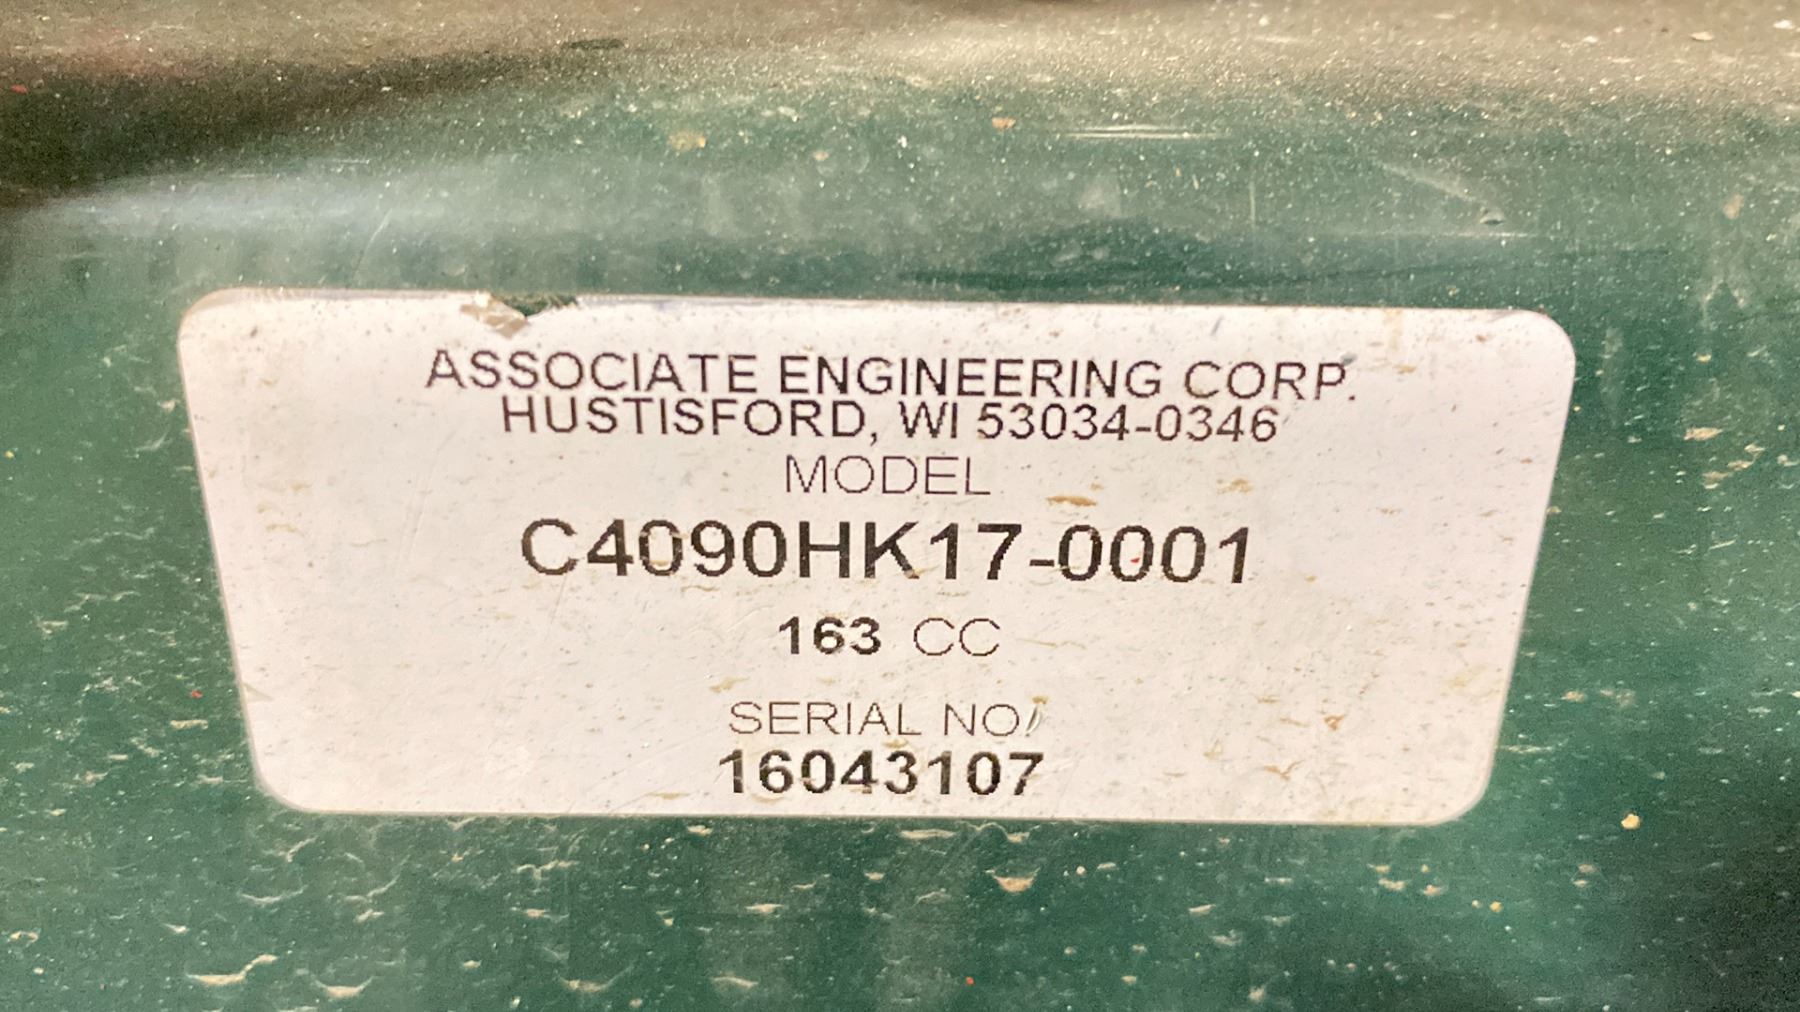 ASSOCIATE ENGINEERING CORP.
HUSTISFORD, WI 53034-0346
MODEL
C4090HK17-0001
163 CC
SERIAL NO.
16043107